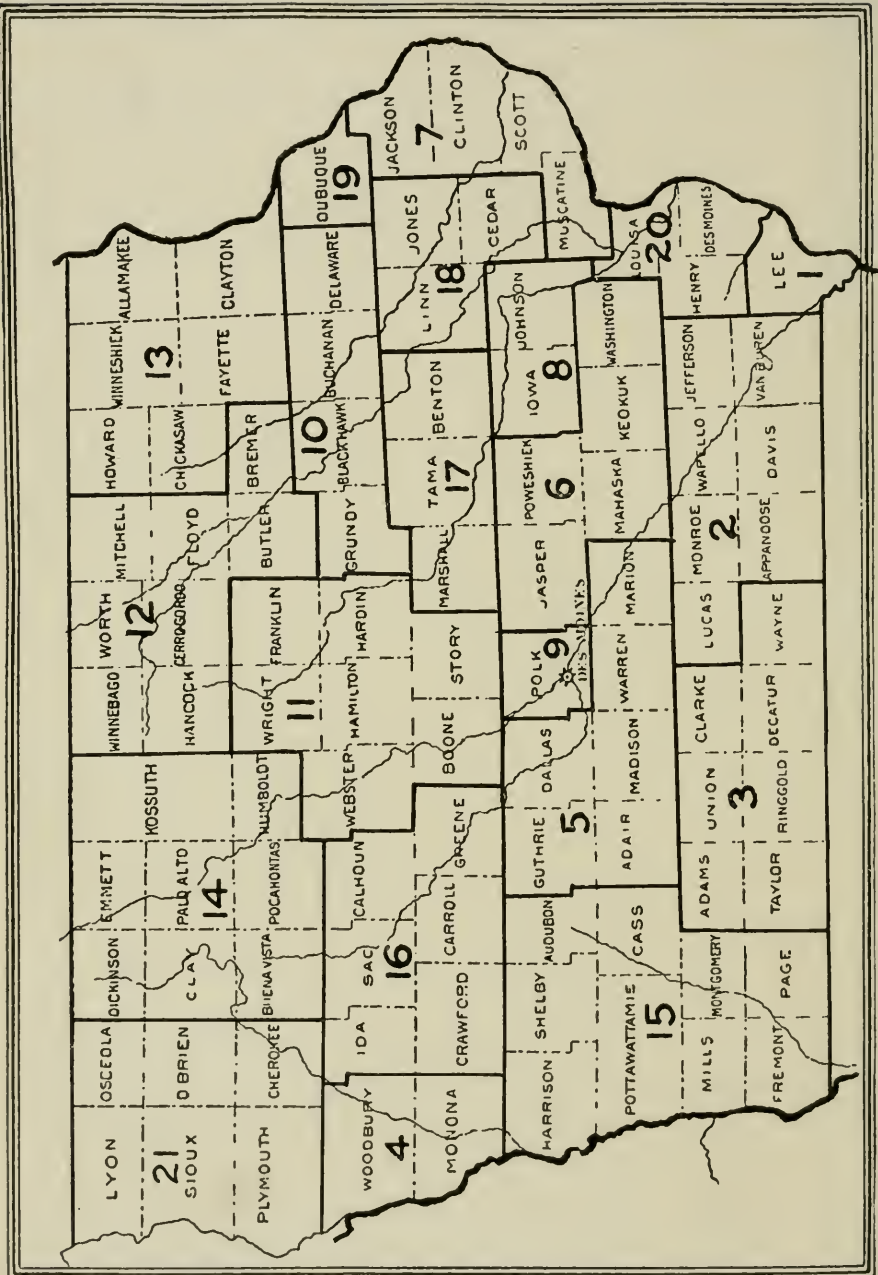 LYON
OSCEOLA
DICKINSON
EMMETT
KOSSUTH
WINNEBAGO
WORTH
MITCHELL
HOWARD
WINNESHIEK
ALLAMAKEE
21
SIOUX
O'BRIEN
CLAY
PALO ALTO
14
HANCOCK
12
CERRO GORDO
FLOYD
CHICKASAW
13
FAYETTE
CLAYTON
PLYMOUTH
CHEROKEE
BUENA VISTA
POCAHONTAS
HUMBOLDT
WRIGHT
FRANKLIN
BUTLER
BREMER
11
10
WOODBURY
IDA
SAC
CALHOUN
WEBSTER
HAMILTON
HARDIN
GRUNDY
BLACKHAWK
BUCHANAN
DELAWARE
DUBUQUE
19
4
16
MONONA
CRAWFORD
CARROLL
GREENE
BOONE
STORY
MARSHALL
TAMA
17
BENTON
LINN
18
JONES
JACKSON
7
CLINTON
CEDAR
SCOTT
HARRISON
SHELBY
AUDUBON
GUTHRIE
DALLAS
POLK
9
DES MOINES
JASPER
POWESHIEK
6
IOWA
8
JOHNSON
MUSCATINE
POTTAWATTAMIE
15
CASS
ADAIR
5
MADISON
WARREN
MARION
MAHASKA
KEOKUK
WASHINGTON
LOUISA
20
MILLS
MONTGOMERY
ADAMS
UNION
CLARKE
LUCAS
MONROE
WAPELLO
JEFFERSON
HENRY
DESMOINES
3
2
FREMONT
PAGE
TAYLOR
RINGGOLD
DECATUR
WAYNE
APPANOOSE
DAVIS
VAN BUREN
LEE
1